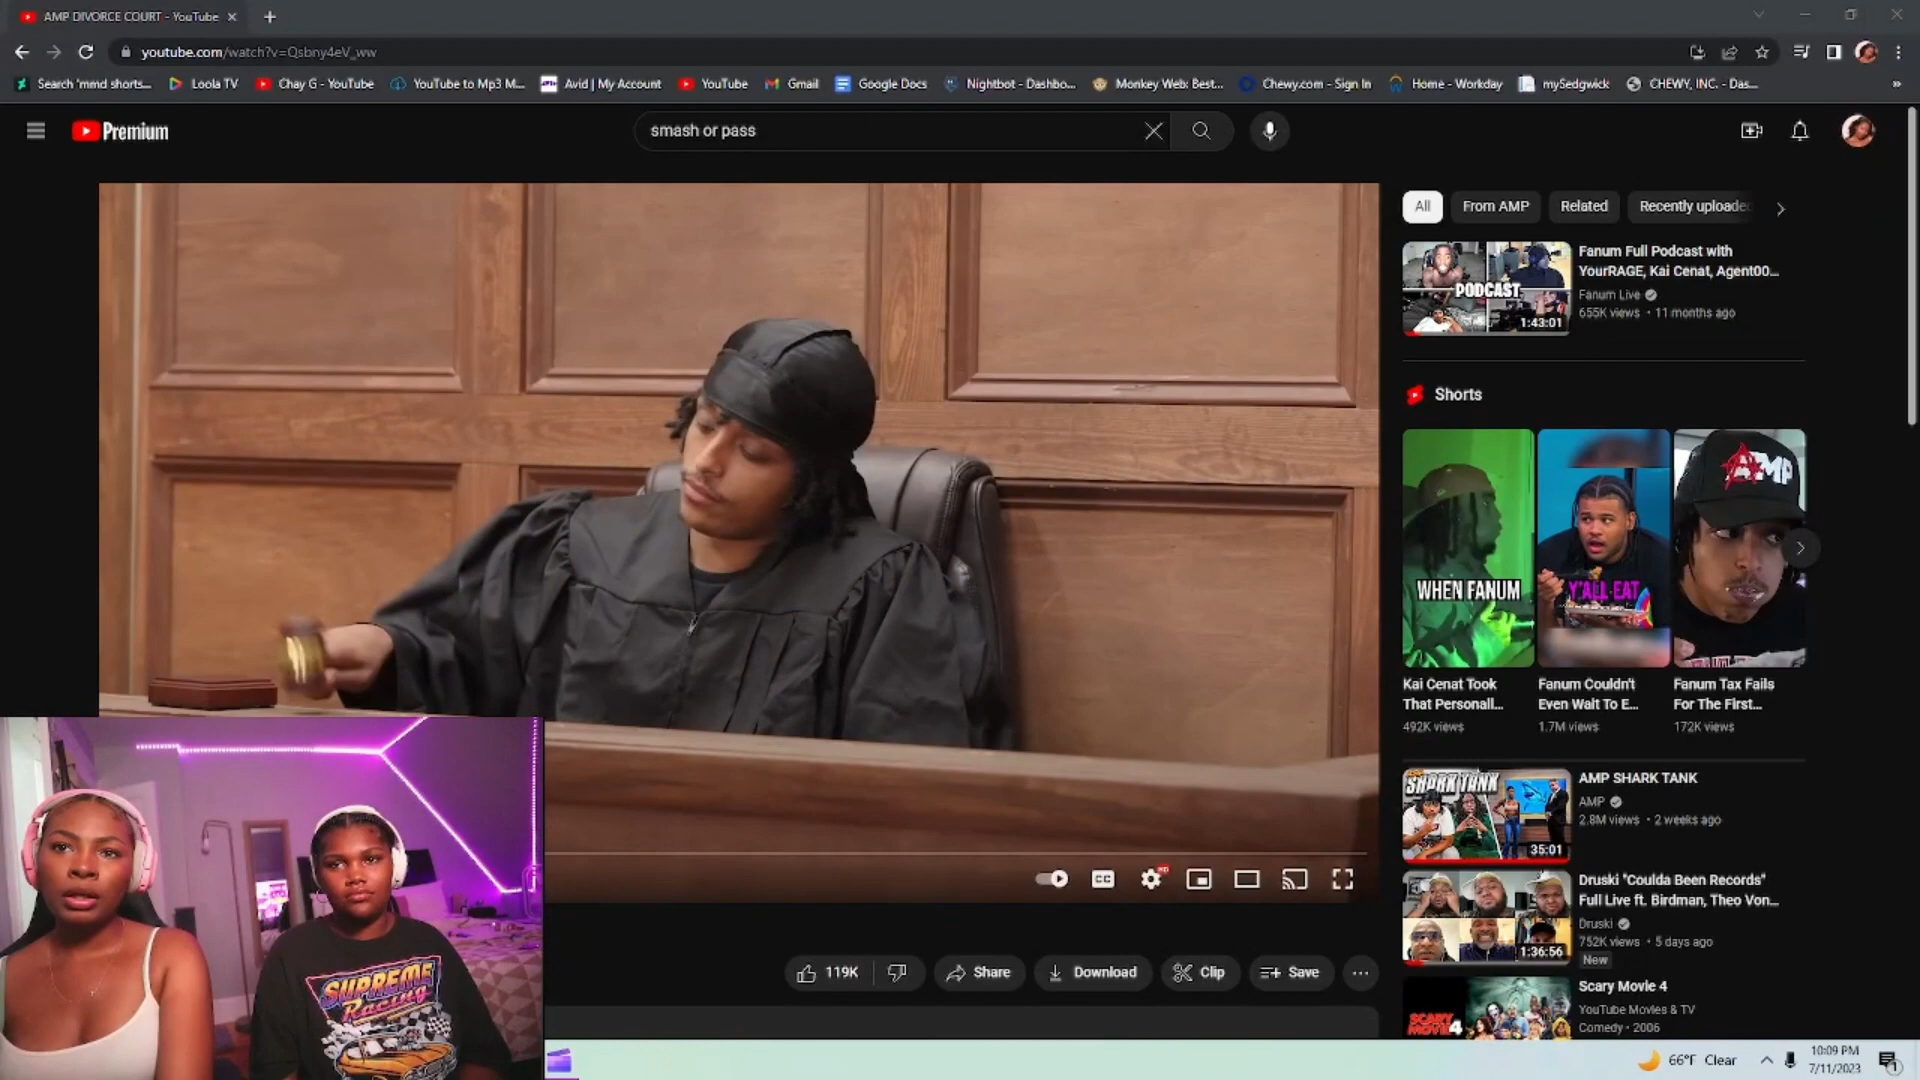 AMP DIVORCE COURT - YouTube
youtube.com/watch?v=Qsbny4eV_ww
Search 'mmd shorts...
Loola TV
Chay G - YouTube
YouTube to Mp3 M...
Avid | My Account
YouTube
Gmail
Google Docs
Nightbot - Dashbo...
Monkey Web: Best...
Chewy.com - Sign In
Home - Workday
mySedgwick
CHEWY, INC. - Das...
Premium
smash or pass
All
From AMP
Related
Recently uploaded
PODCAST
1:43:01
Fanum Full Podcast with
YourRAGE, Kai Cenat, Agent00...
Fanum Live
655K views • 11 months ago
Shorts
WHEN FANUM
Y'ALL EAT
AMP
Kai Cenat Took
That Personall...
492K views
Fanum Couldn't
Even Wait To E...
1.7M views
Fanum Tax Fails
For The First...
172K views
SHARK TANK
35:01
AMP SHARK TANK
AMP
2.8M views • 2 weeks ago
1:36:56
Druski "Coulda Been Records"
Full Live ft. Birdman, Theo Von...
Druski
752K views • 5 days ago
New
SCARY
MOVIE 4
Scary Movie 4
YouTube Movies & TV
Comedy • 2006
CC
HD
119K
Share
Download
Clip
Save
SUPREME
Racing
66°F Clear
10:09 PM
7/11/2023
1